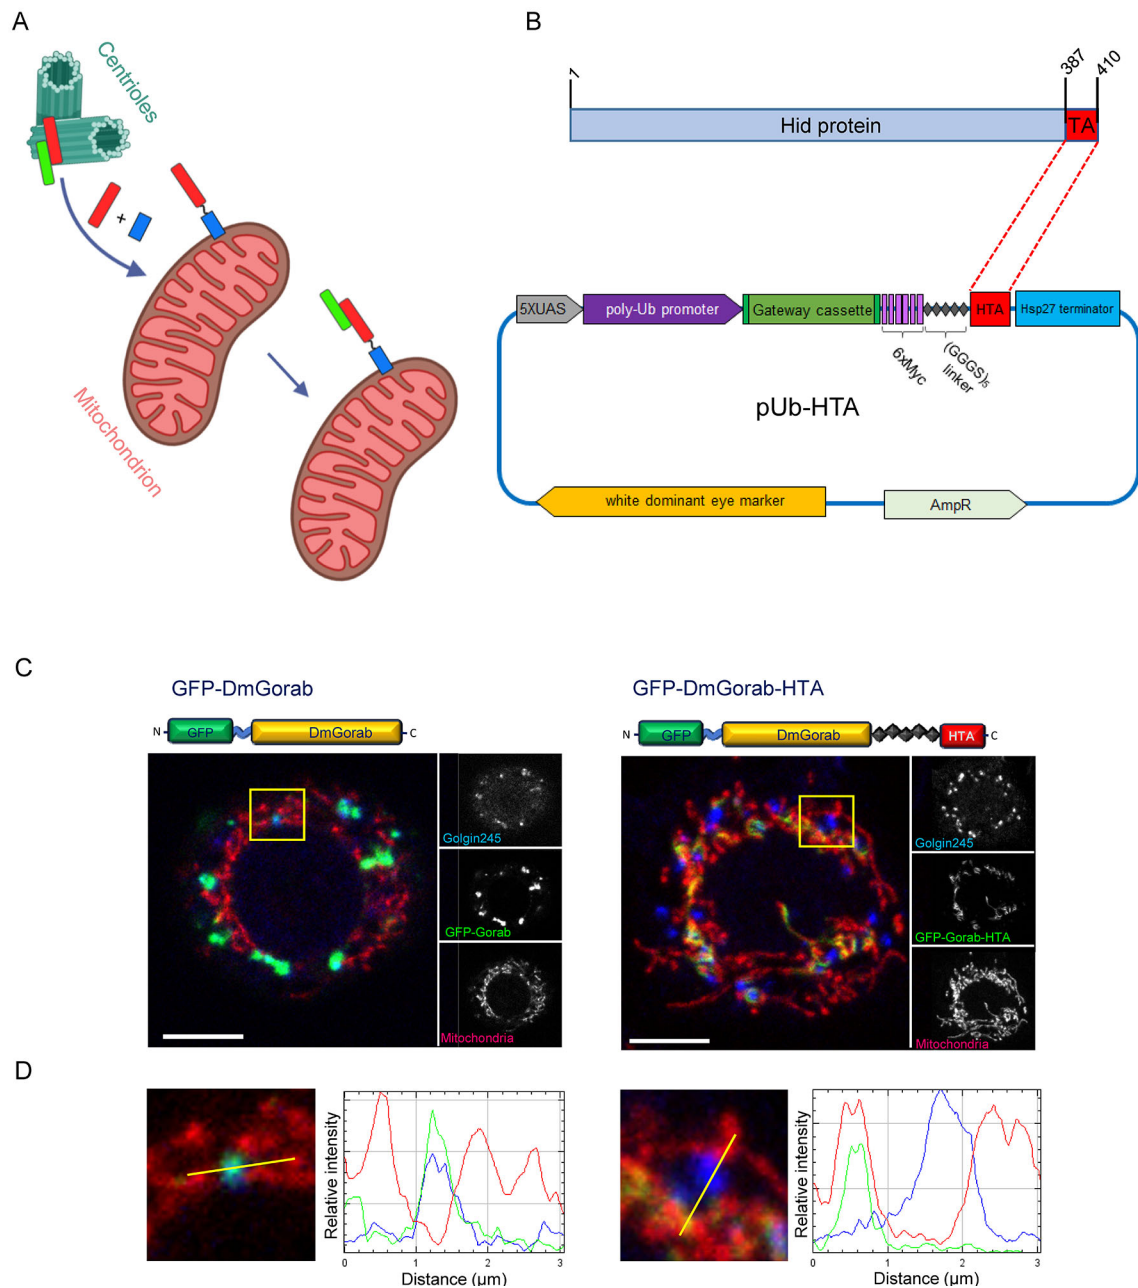 A
Centrioles
+
Mitochondrion
B
1
387
410
Hid protein
TA
5XUAS
poly-Ub promoter
Gateway cassette
HTA
Hsp27 terminator
6xMyc
(GGGS)5
linker
pUb-HTA
white dominant eye marker
AmpR
C
GFP-DmGorab
N
GFP
DmGorab
C
Golgin245
GFP-Gorab
Mitochondria
GFP-DmGorab-HTA
N
GFP
DmGorab
HTA
C
Golgin245
GFP-Gorab-HTA
Mitochondria
D
Relative intensity
0
1
2
3
Distance (μm)
Relative intensity
0
1
2
3
Distance (μm)